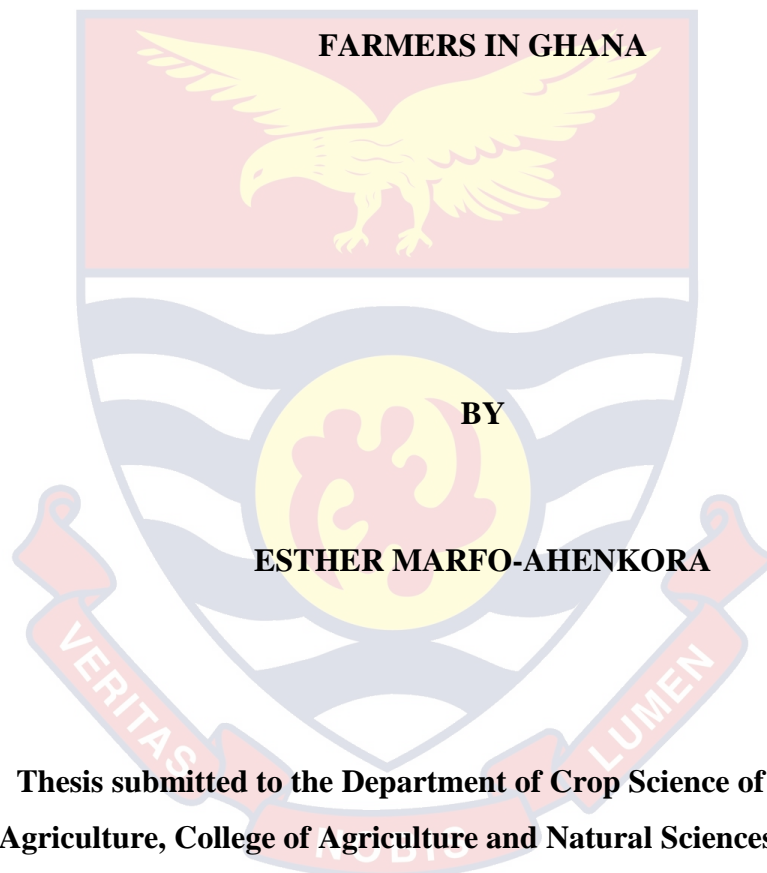 FARMERS IN GHANA
BY
ESTHER MARFO-AHENKORA
VERITAS
LUMEN
Thesis submitted to the Department of Crop Science of
Agriculture, College of Agriculture and Natural Sciences
NOBIS